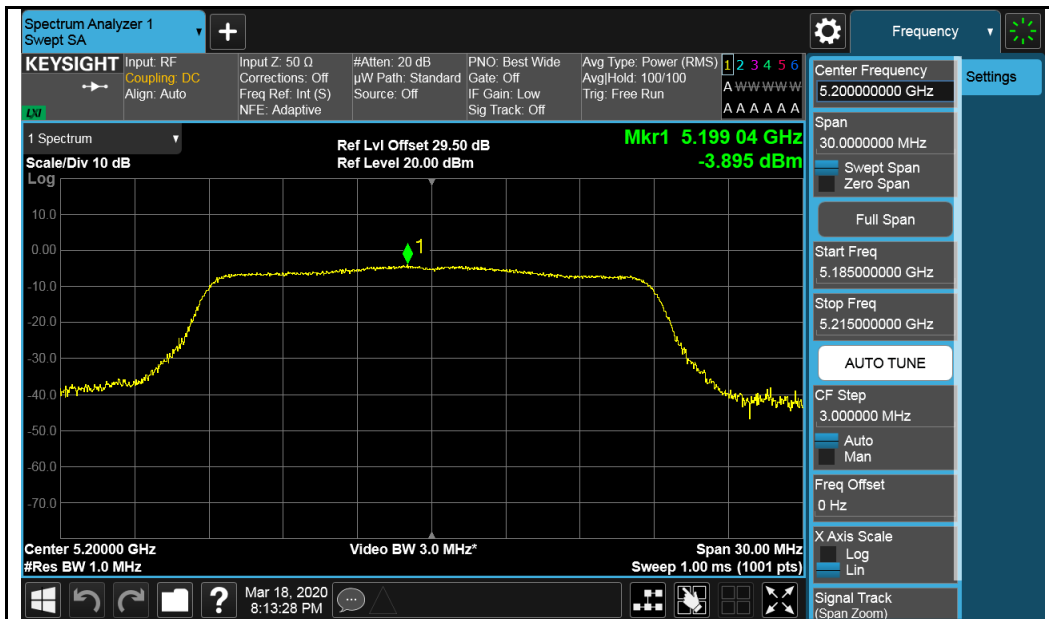 Spectrum Analyzer 1
Swept SA
+
Frequency
KEYSIGHT
LXI
Input: RF
Coupling: DC
Align: Auto
Input Z: 50 Ω
Corrections: Off
Freq Ref: Int (S)
NFE: Adaptive
#Atten: 20 dB
µW Path: Standard
Source: Off
PNO: Best Wide
Gate: Off
IF Gain: Low
Sig Track: Off
Avg Type: Power (RMS)
Avg|Hold: 100/100
Trig: Free Run
1 2 3 4 5 6
A W W W W W
A A A A A A
1 Spectrum
Scale/Div 10 dB
Log
Ref Lvl Offset 29.50 dB
Ref Level 20.00 dBm
Mkr1 5.199 04 GHz
-3.895 dBm
10.0
0.00
-10.0
-20.0
-30.0
-40.0
-50.0
-60.0
-70.0
1
Center 5.20000 GHz
#Res BW 1.0 MHz
Video BW 3.0 MHz*
Span 30.00 MHz
Sweep 1.00 ms (1001 pts)
Center Frequency
5.200000000 GHz
Span
30.0000000 MHz
Swept Span
Zero Span
Full Span
Start Freq
5.185000000 GHz
Stop Freq
5.215000000 GHz
AUTO TUNE
CF Step
3.000000 MHz
Auto
Man
Freq Offset
0 Hz
X Axis Scale
Log
Lin
Signal Track
(Span Zoom)
Settings
?
Mar 18, 2020
8:13:28 PM